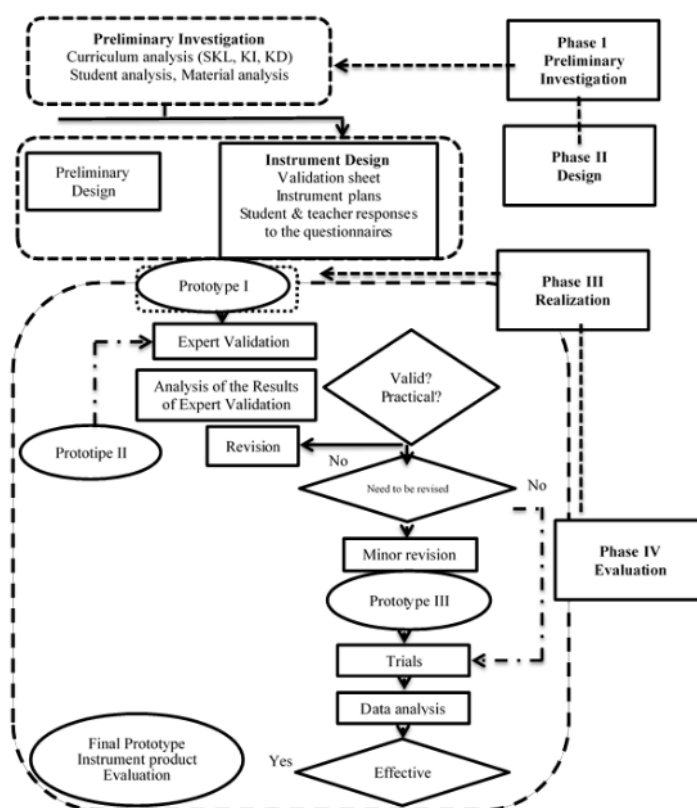 Preliminary Investigation
Curriculum analysis (SKL, KI, KD)
Student analysis, Material analysis
Phase I
Preliminary
Investigation
Preliminary
Design
Instrument Design
Validation sheet
Instrument plans
Student & teacher responses
to the questionnaires
Phase II
Design
Prototype I
Phase III
Realization
Expert Validation
Analysis of the Results
of Expert Validation
Valid?
Practical?
Prototipe II
Revision
No
Need to be revised
No
Minor revision
Phase IV
Evaluation
Prototype III
Trials
Data analysis
Final Prototype
Instrument product
Evaluation
Yes
Effective